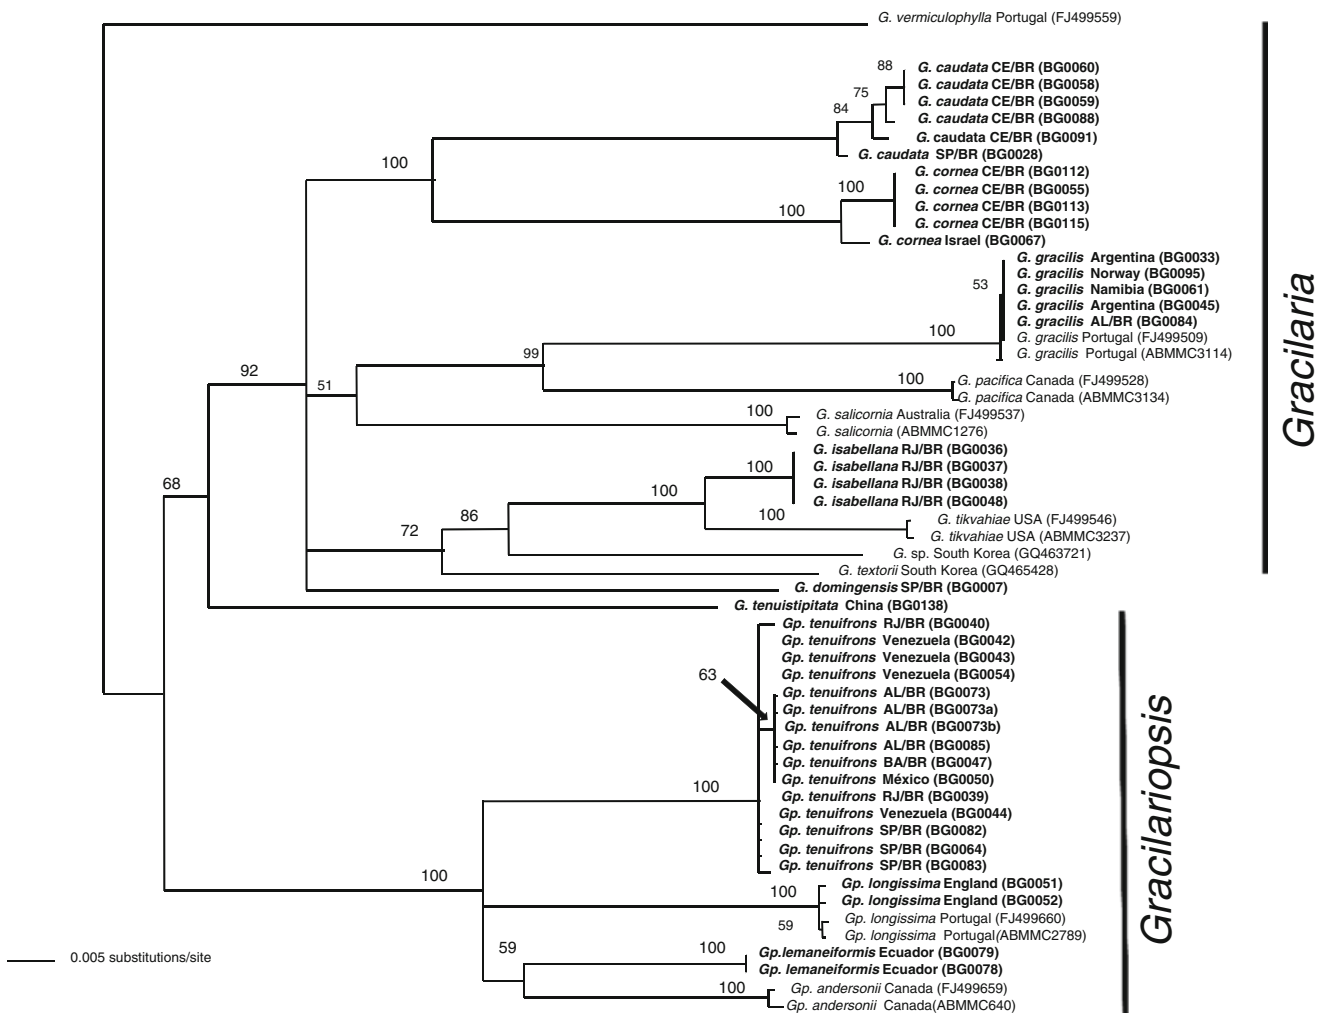 G. vermiculophylla Portugal (FJ499559)
88
G. caudata CE/BR (BG0060)
G. caudata CE/BR (BG0058)
75
G. caudata CE/BR (BG0059)
84
G. caudata CE/BR (BG0088)
G. caudata CE/BR (BG0091)
G. caudata SP/BR (BG0028)
100
G. cornea CE/BR (BG0112)
100
G. cornea CE/BR (BG0055)
G. cornea CE/BR (BG0113)
100
G. cornea CE/BR (BG0115)
G. cornea Israel (BG0067)
G. gracilis Argentina (BG0033)
G. gracilis Norway (BG0095)
53
G. gracilis Namibia (BG0061)
G. gracilis Argentina (BG0045)
G. gracilis AL/BR (BG0084)
100
G. gracilis Portugal (FJ499509)
G. gracilis Portugal (ABMMC3114)
99
92
51
100
G. pacifica Canada (FJ499528)
G. pacifica Canada (ABMMC3134)
100
G. salicornia Australia (FJ499537)
G. salicornia (ABMMC1276)
G. isabellana RJ/BR (BG0036)
100
G. isabellana RJ/BR (BG0037)
68
G. isabellana RJ/BR (BG0038)
100
G. isabellana RJ/BR (BG0048)
86
100
G. tikvahiae USA (FJ499546)
72
G. tikvahiae USA (ABMMC3237)
G. sp. South Korea (GQ463721)
G. textorii South Korea (GQ465428)
G. domingensis SP/BR (BG0007)
G. tenuistipitata China (BG0138)
Gracilaria
Gp. tenuifrons RJ/BR (BG0040)
Gp. tenuifrons Venezuela (BG0042)
Gp. tenuifrons Venezuela (BG0043)
63
Gp. tenuifrons Venezuela (BG0054)
Gp. tenuifrons AL/BR (BG0073)
Gp. tenuifrons AL/BR (BG0073a)
Gp. tenuifrons AL/BR (BG0073b)
Gp. tenuifrons AL/BR (BG0085)
Gp. tenuifrons BA/BR (BG0047)
Gp. tenuifrons México (BG0050)
100
Gp. tenuifrons RJ/BR (BG0039)
Gp. tenuifrons Venezuela (BG0044)
Gp. tenuifrons SP/BR (BG0082)
Gp. tenuifrons SP/BR (BG0064)
Gp. tenuifrons SP/BR (BG0083)
100
100
Gp. longissima England (BG0051)
Gp. longissima England (BG0052)
59
Gp. longissima Portugal (FJ499660)
Gp. longissima Portugal(ABMMC2789)
59
100
Gp.lemaneiformis Ecuador (BG0079)
Gp. lemaneiformis Ecuador (BG0078)
100
Gp. andersonii Canada (FJ499659)
Gp. andersonii Canada(ABMMC640)
Gracilariopsis
0.005 substitutions/site